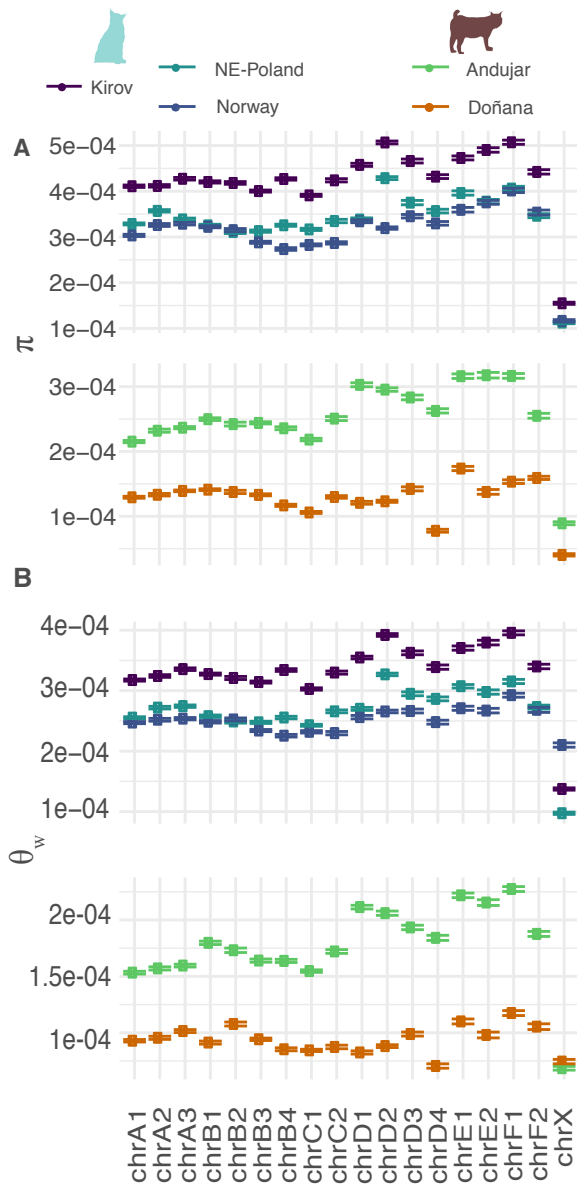 NE-Poland
Andujar
Kirov
Norway
Doñana
A
5e−04
4e−04
3e−04
2e−04
1e−04
π
3e−04
2e−04
1e−04
B
4e−04
3e−04
2e−04
1e−04
θw
2e−04
1.5e−04
1e−04
chrA1
chrA2
chrA3
chrB1
chrB2
chrB3
chrB4
chrC1
chrC2
chrD1
chrD2
chrD3
chrD4
chrE1
chrE2
chrF1
chrF2
chrX